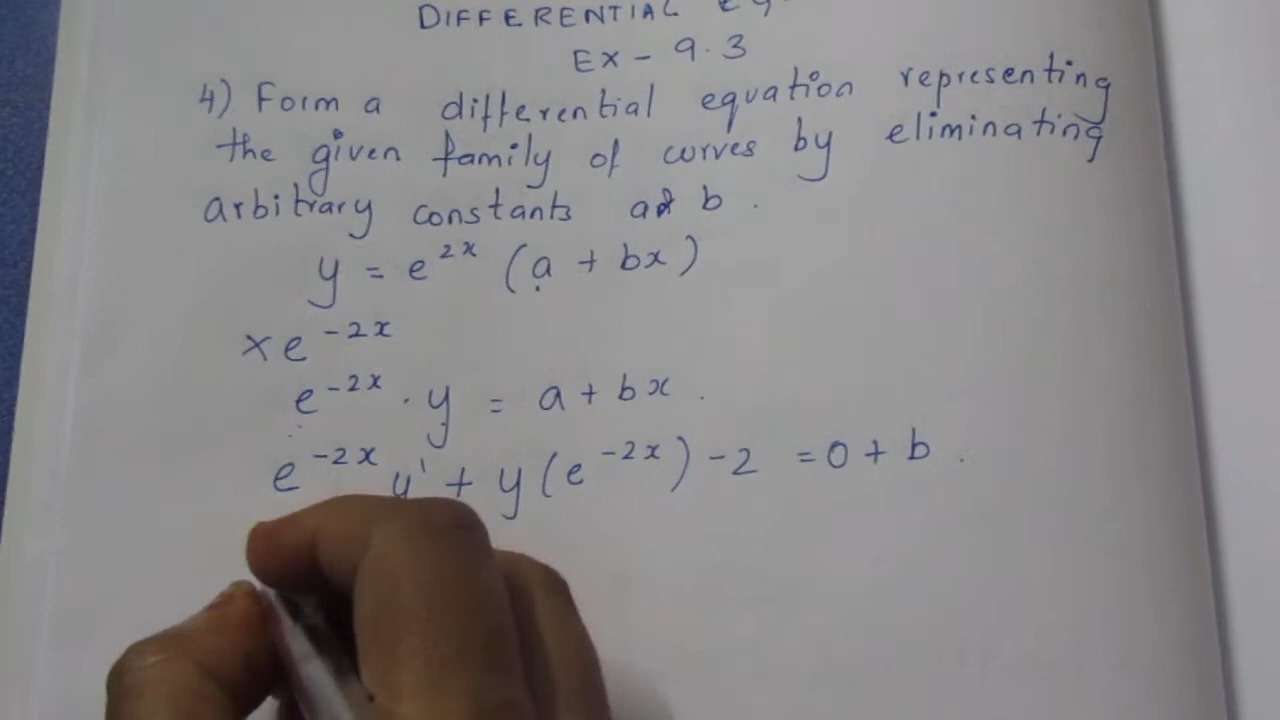 DIFFERENTIAL
Ex - 9.3
4) Form a differential equation representing
the given family of curves by eliminating
arbitrary constants a & b .
y = e^{2x} (a + bx)
× e^{-2x}
e^{-2x} . y = a + bx .
e^{-2x} y' + y (e^{-2x}) -2 = 0 + b .